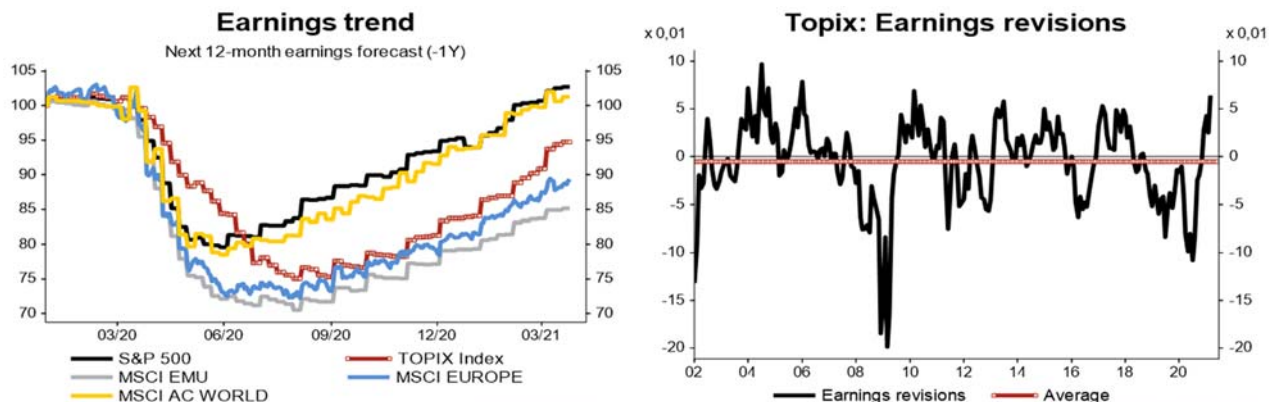 Earnings trend
Next 12-month earnings forecast (-1Y)
105 105
100 100
95 95
90 90
85 85
80 80
75 75
70 70
03/20 06/20 09/20 12/20 03/21
S&P 500 TOPIX Index
MSCI EMU MSCI EUROPE
MSCI AC WORLD
Topix: Earnings revisions
x 0,01 x 0,01
10 10
5 5
0 0
-5 -5
-10 -10
-15 -15
-20 -20
02 04 06 08 10 12 14 16 18 20
Earnings revisions Average